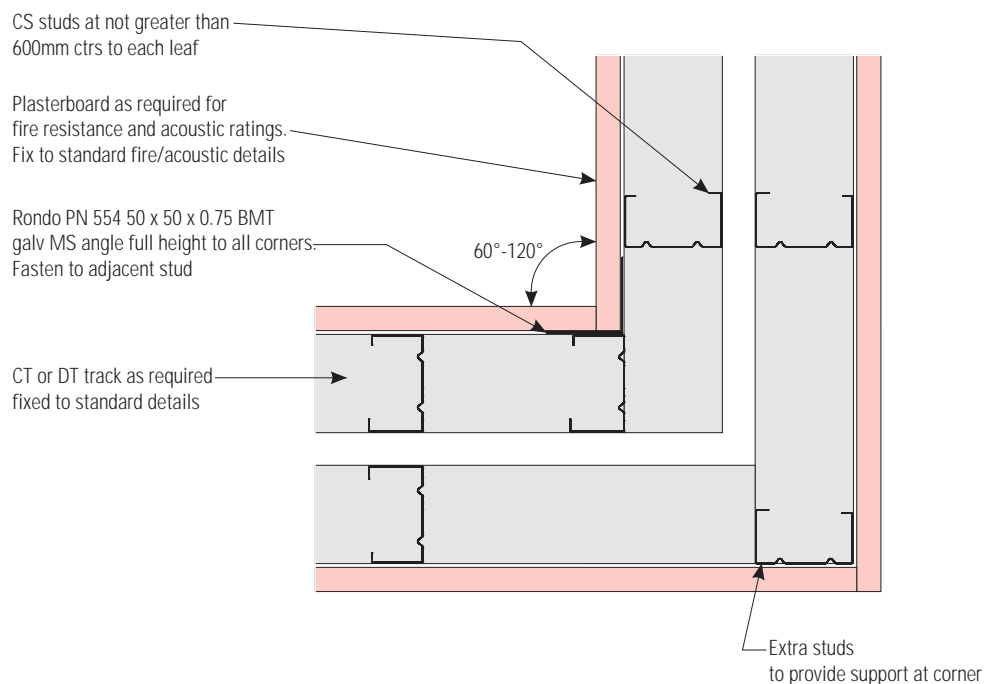 CS studs at not greater than
600mm ctrs to each leaf
Plasterboard as required for
fire resistance and acoustic ratings.
Fix to standard fire/acoustic details
Rondo PN 554 50 x 50 x 0.75 BMT
galv MS angle full height to all corners.
Fasten to adjacent stud
60°-120°
CT or DT track as required
fixed to standard details
Extra studs
to provide support at corner